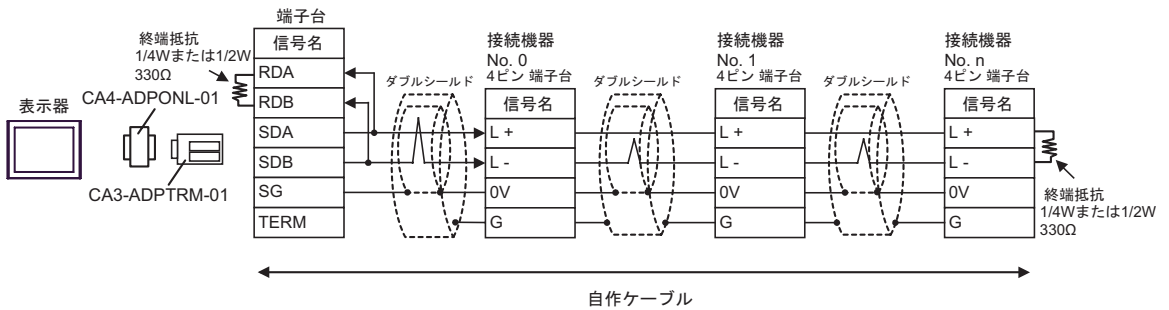 端子台
信号名
RDA
RDB
SDA
SDB
SG
TERM
終端抵抗
1/4Wまたは1/2W
330Ω
表示器
CA4-ADPONL-01
CA3-ADPTRM-01
ダブルシールド
接続機器
No. 0
4ピン 端子台
信号名
L +
L -
0V
G
ダブルシールド
接続機器
No. 1
4ピン 端子台
信号名
L +
L -
0V
G
ダブルシールド
接続機器
No. n
4ピン 端子台
信号名
L +
L -
0V
G
終端抵抗
1/4Wまたは1/2W
330Ω
自作ケーブル